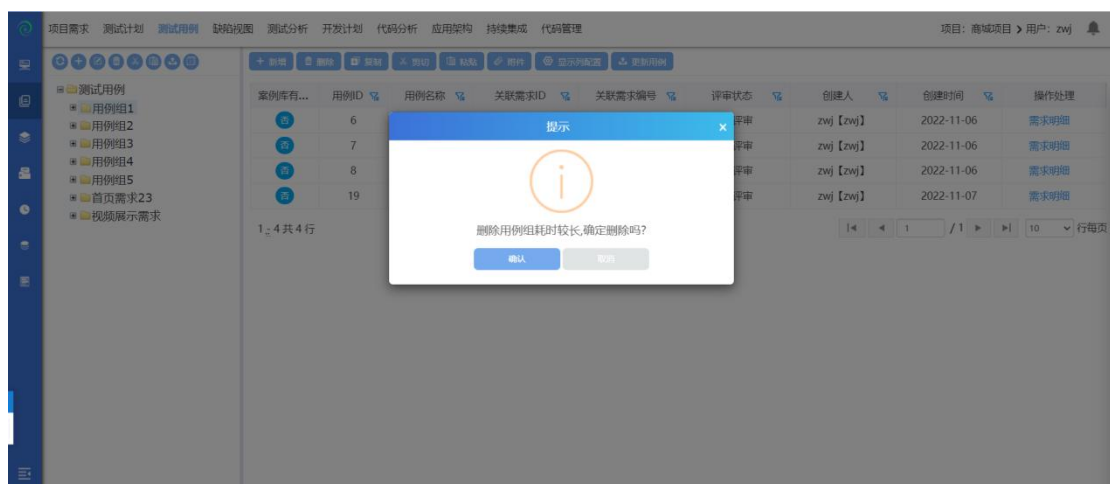 项目需求 测试计划 测试用例 缺陷视图 测试分析 开发计划 代码分析 应用架构 持续集成 代码管理 项目：商城项目 用户：zwj
+ 新增 删除 复制 剪切 粘贴 附件 显示列配置 更新用例
测试用例
用例组1
用例组2
用例组3
用例组4
用例组5
首页需求23
视频展示需求
案例库有... 用例ID 用例名称 关联需求ID 关联需求编号 评审状态 创建人 创建时间 操作处理
否 6 评审 zwj【zwj】 2022-11-06 需求明细
否 7 评审 zwj【zwj】 2022-11-06 需求明细
否 8 评审 zwj【zwj】 2022-11-06 需求明细
否 19 评审 zwj【zwj】 2022-11-07 需求明细
1 - 4 共 4 行 1 / 1 10 行每页
提示 x
删除用例组耗时较长,确定删除吗?
确认 取消